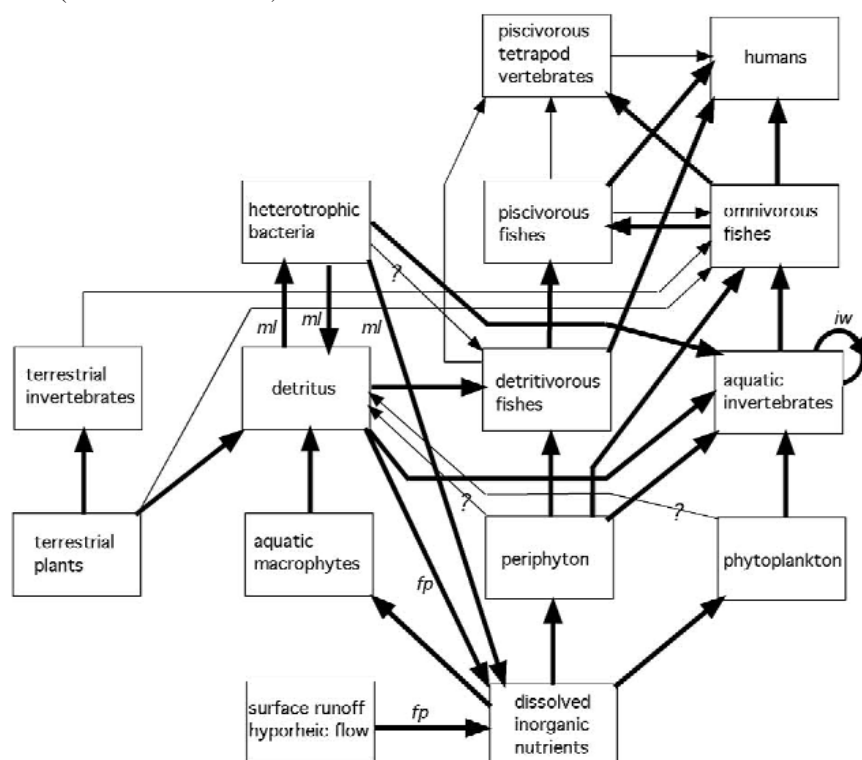 piscivorous
tetrapod
vertebrates
humans
heterotrophic
bacteria
piscivorous
fishes
omnivorous
fishes
?
iw
ml
ml
ml
terrestrial
invertebrates
detritus
detritivorous
fishes
aquatic
invertebrates
?
?
terrestrial
plants
aquatic
macrophytes
periphyton
phytoplankton
fp
surface runoff
hyporheic flow
fp
dissolved
inorganic
nutrients